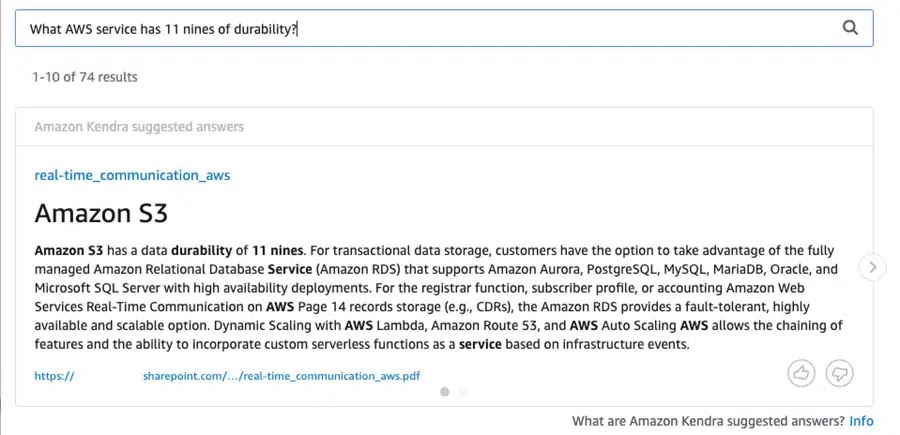 What AWS service has 11 nines of durability?
1-10 of 74 results
Amazon Kendra suggested answers
real-time_communication_aws
Amazon S3
Amazon S3 has a data durability of 11 nines. For transactional data storage, customers have the option to take advantage of the fully
managed Amazon Relational Database Service (Amazon RDS) that supports Amazon Aurora, PostgreSQL, MySQL, MariaDB, Oracle, and
Microsoft SQL Server with high availability deployments. For the registrar function, subscriber profile, or accounting Amazon Web
Services Real-Time Communication on AWS Page 14 records storage (e.g., CDRs), the Amazon RDS provides a fault-tolerant, highly
available and scalable option. Dynamic Scaling with AWS Lambda, Amazon Route 53, and AWS Auto Scaling AWS allows the chaining of
features and the ability to incorporate custom serverless functions as a service based on infrastructure events.
https:// sharepoint.com/.../real-time_communication_aws.pdf
What are Amazon Kendra suggested answers? Info